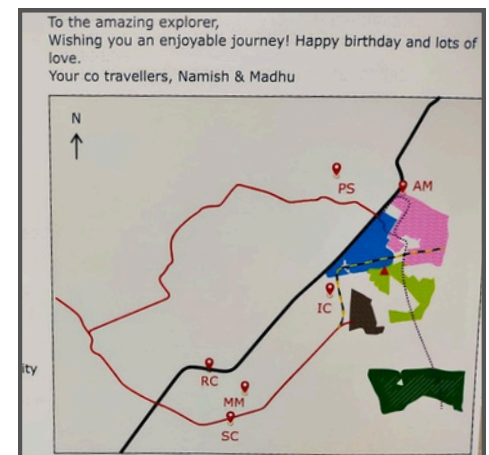 To the amazing explorer,
Wishing you an enjoyable journey! Happy birthday and lots of
love.
Your co travellers, Namish & Madhu
N
PS
AM
IC
ity
RC
MM
SC